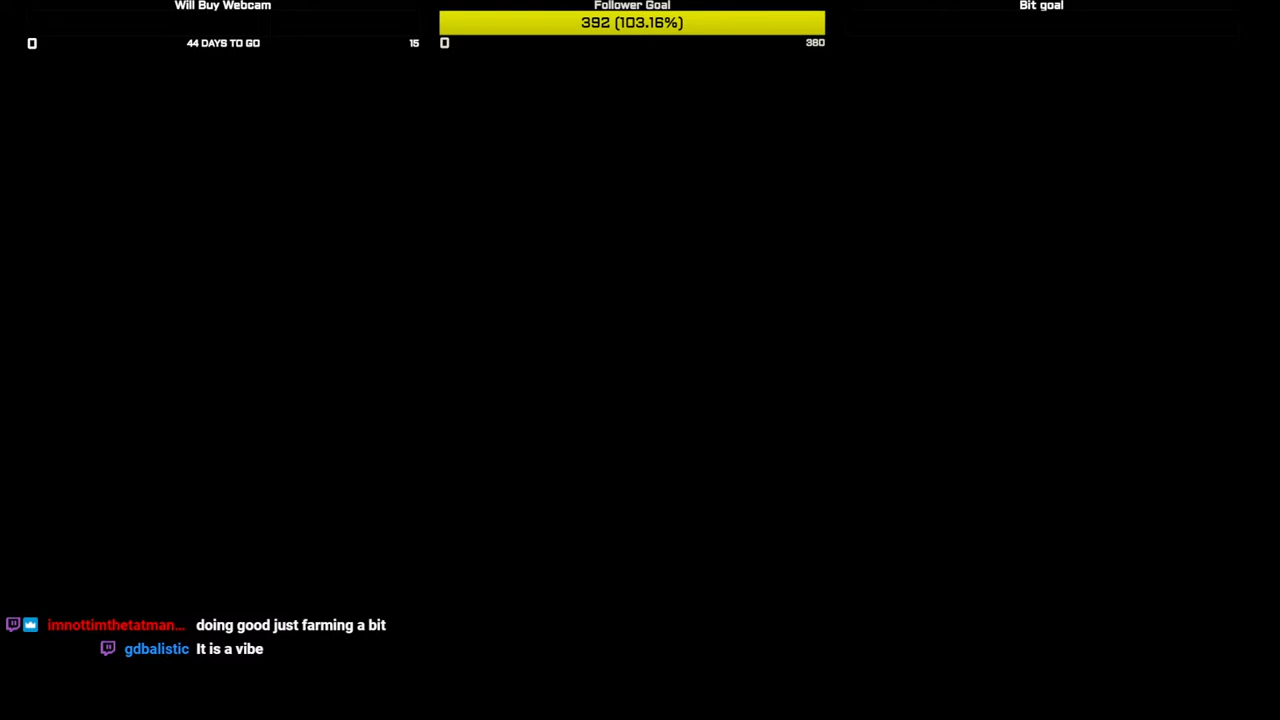 Will Buy Webcam
0 44 DAYS TO GO 15
Follower Goal
392 (103.16%)
0 380
Bit goal
imnottimthetatman... doing good just farming a bit
gdbalistic It is a vibe